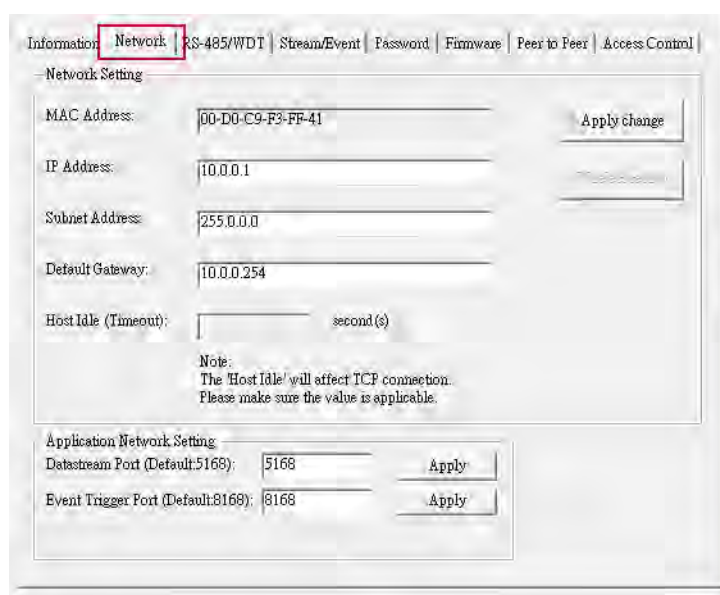 Information Network RS-485/WDT Stream/Event Password Firmware Peer to Peer Access Control
Network Setting
MAC Address: 00-D0-C9-F3-FF-41 Apply change
IP Address: 10.0.0.1
Subnet Address: 255.0.0.0
Default Gateway: 10.0.0.254
Host Idle (Timeout): second(s)
Note:
The 'Host Idle' will affect TCP connection.
Please make sure the value is applicable.
Application Network Setting
Datastream Port (Default:5168): 5168 Apply
Event Trigger Port (Default:8168): 8168 Apply